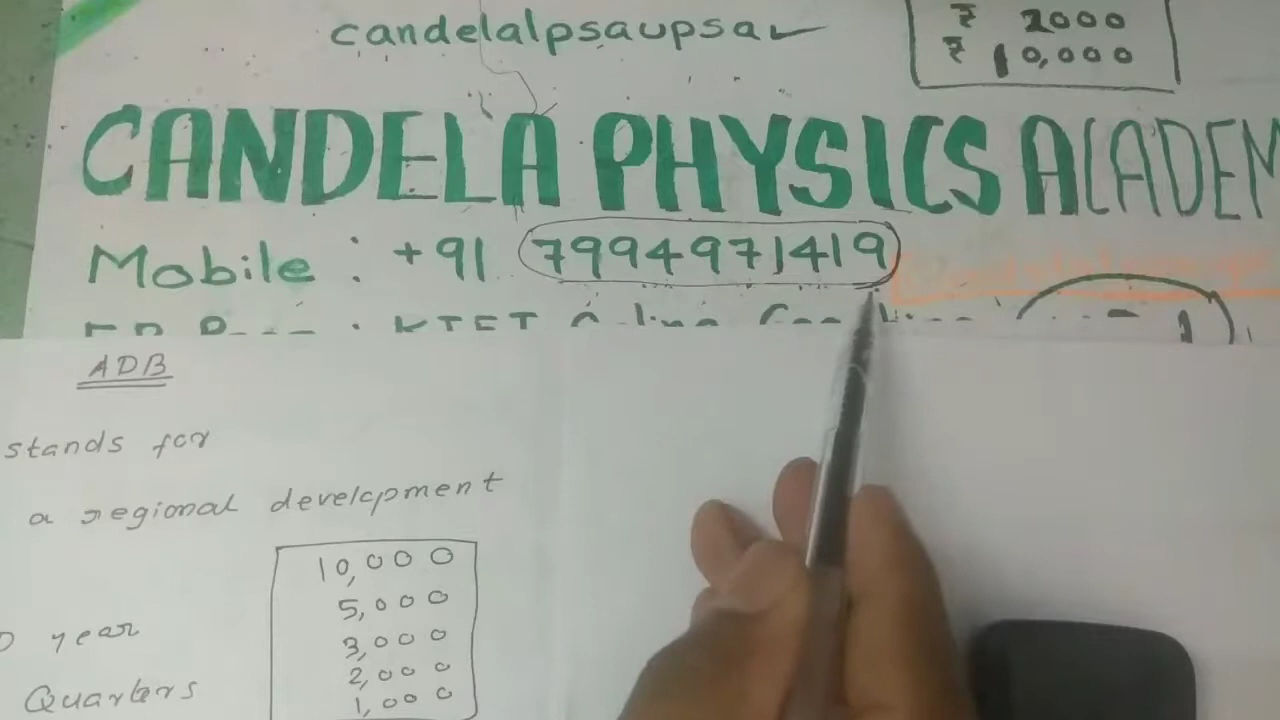 candelalpsaupsa
₹ 2000
₹ 10,000
CANDELA PHYSICS ACADEM
Mobile : +91 7994971419
ADB
stands for
a regional development
10,000
5,000
3,000
2,000
1,000
year
Quarters